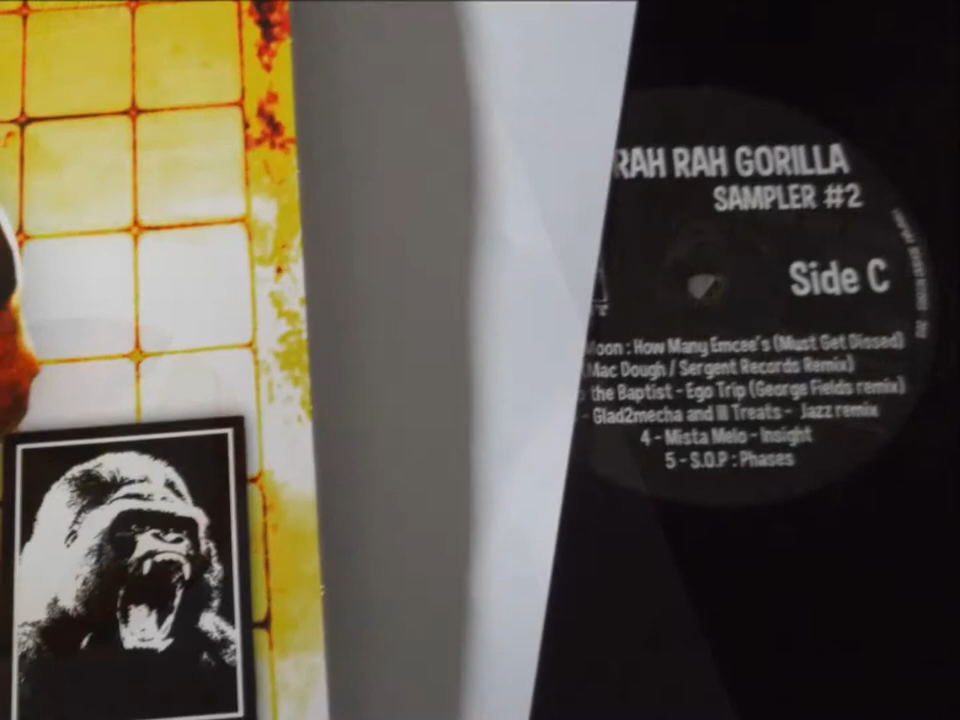 RAH RAH GORILLA
SAMPLER #2
Side C
Moon : How Many Emcee's (Must Get Dissed)
Mac Dough / Sergent Records Remix)
the Baptist - Ego Trip (George Fields remix)
- Glad2mecha and Ill Treats - Jazz remix
4 - Mista Melo - Insight
5 - S.O.P : Phases